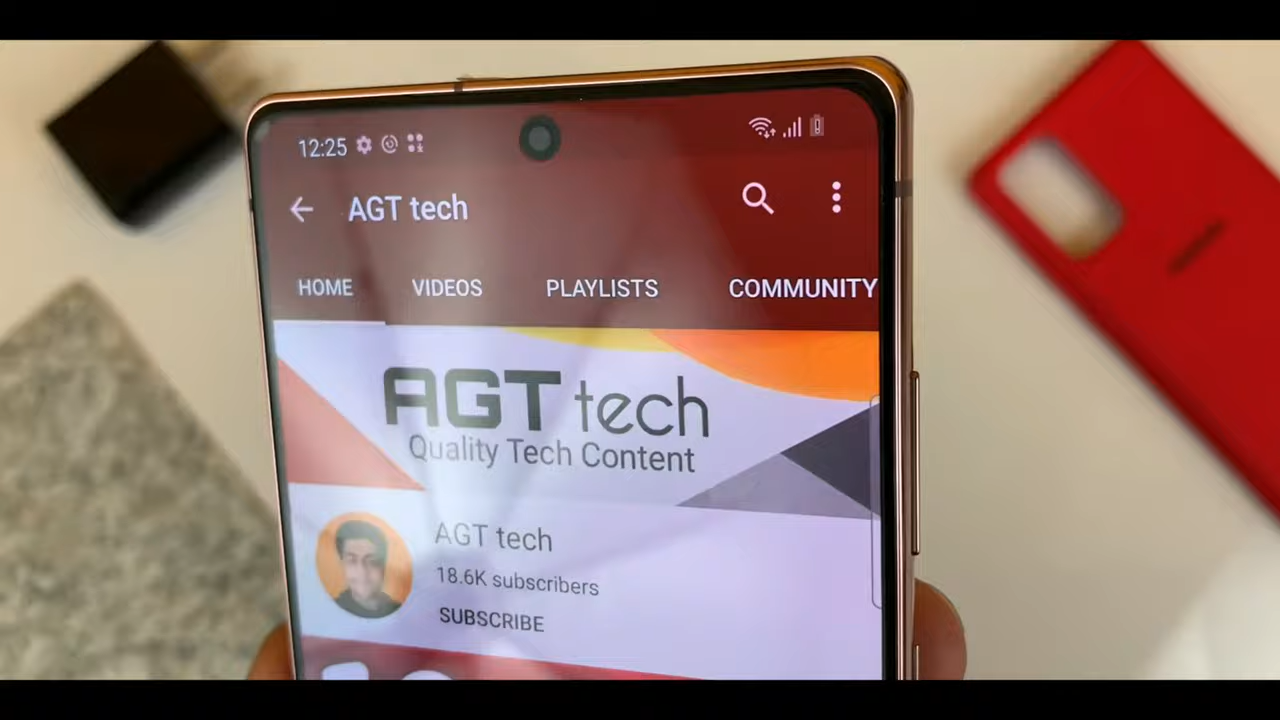 12:25
AGT tech
HOME VIDEOS PLAYLISTS COMMUNITY
AGT tech
Quality Tech Content
AGT tech
18.6K subscribers
SUBSCRIBE